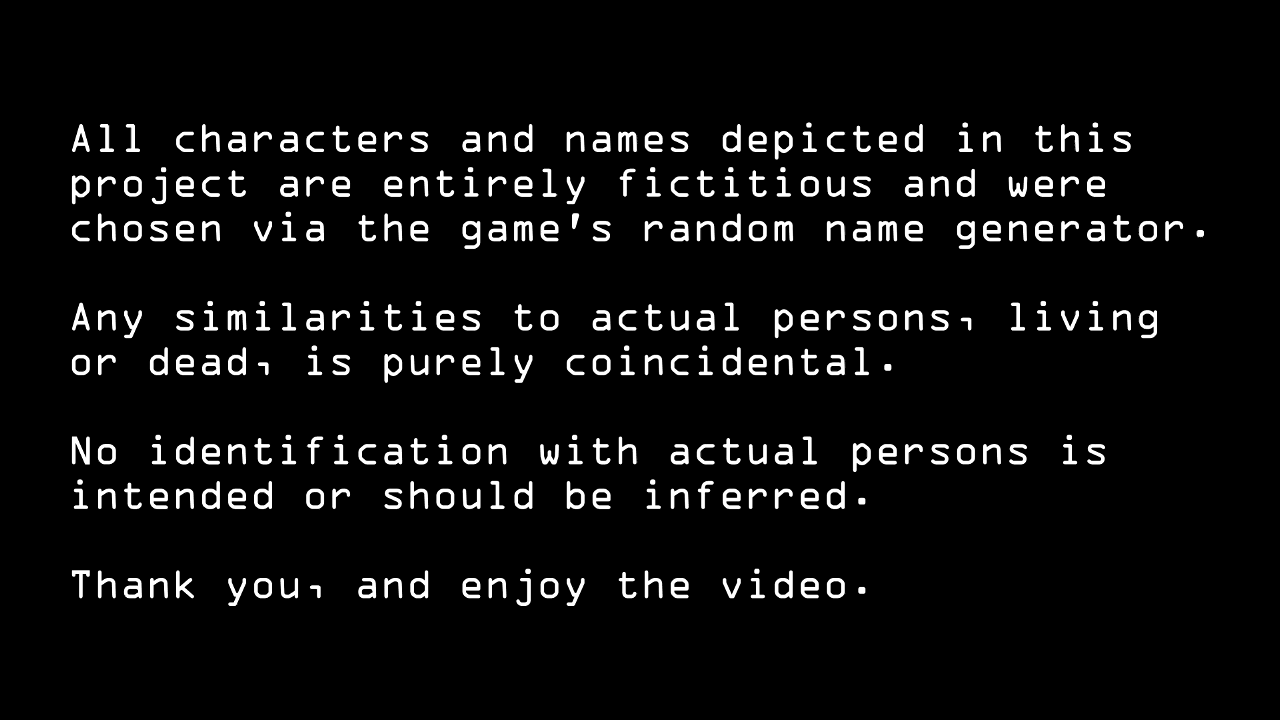 All characters and names depicted in this
project are entirely fictitious and were
chosen via the game's random name generator.
Any similarities to actual persons, living
or dead, is purely coincidental.
No identification with actual persons is
intended or should be inferred.
Thank you, and enjoy the video.